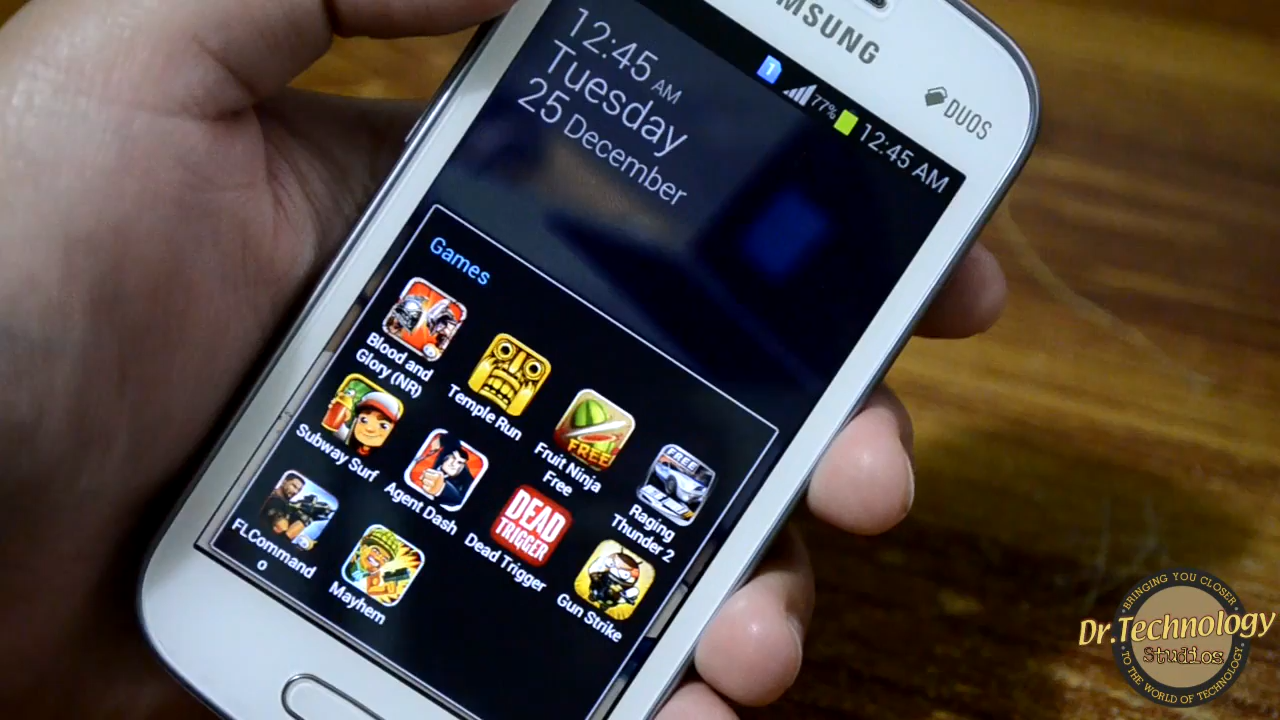 SAMSUNG
DUOS
1
77%
12:45 AM
12:45 AM
Tuesday
25 December
Games
Blood and
Glory (NR)
Temple Run
Fruit Ninja
Free
FREE
Raging
Thunder 2
FREE
Subway Surf
Agent Dash
DEAD
TRIGGER
Dead Trigger
Gun Strike
FLCommand
o
Mayhem
BRINGING YOU CLOSER
Dr.Technology
Studios
TO THE WORLD OF TECHNOLOGY.